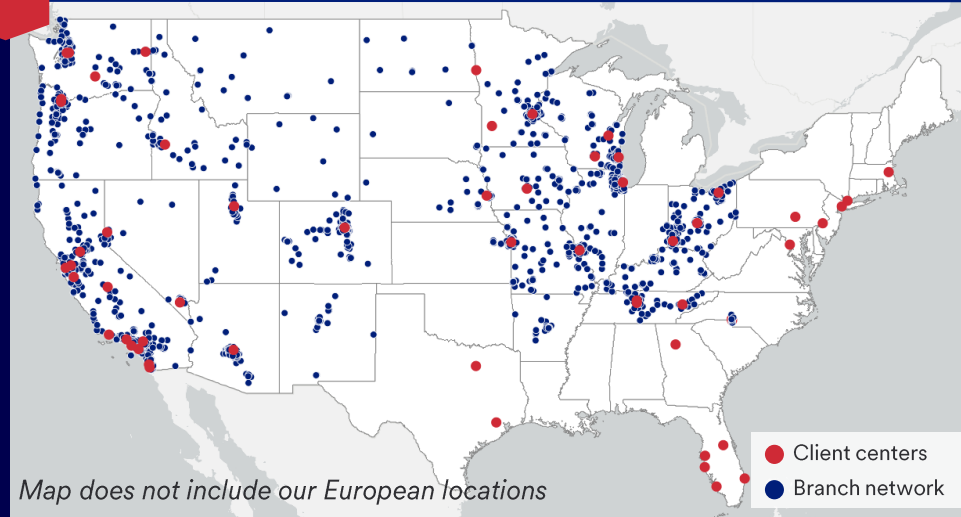 Client centers
Branch network
Map does not include our European locations